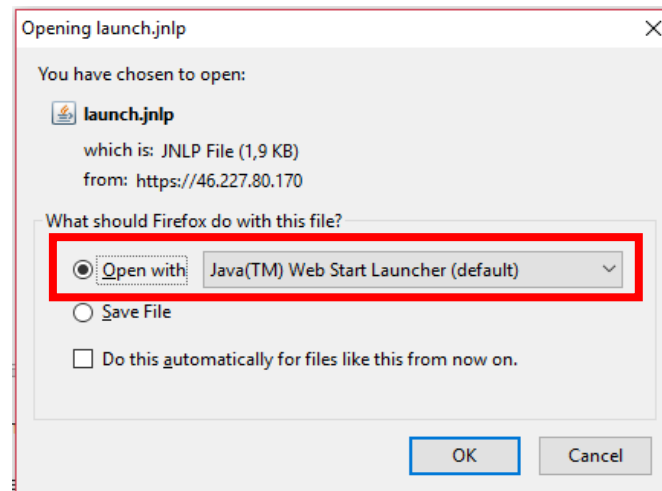 Opening launch.jnlp
You have chosen to open:
launch.jnlp
which is: JNLP File (1,9 KB)
from: https://46.227.80.170
What should Firefox do with this file?
Open with Java(TM) Web Start Launcher (default)
Save File
Do this automatically for files like this from now on.
OK Cancel